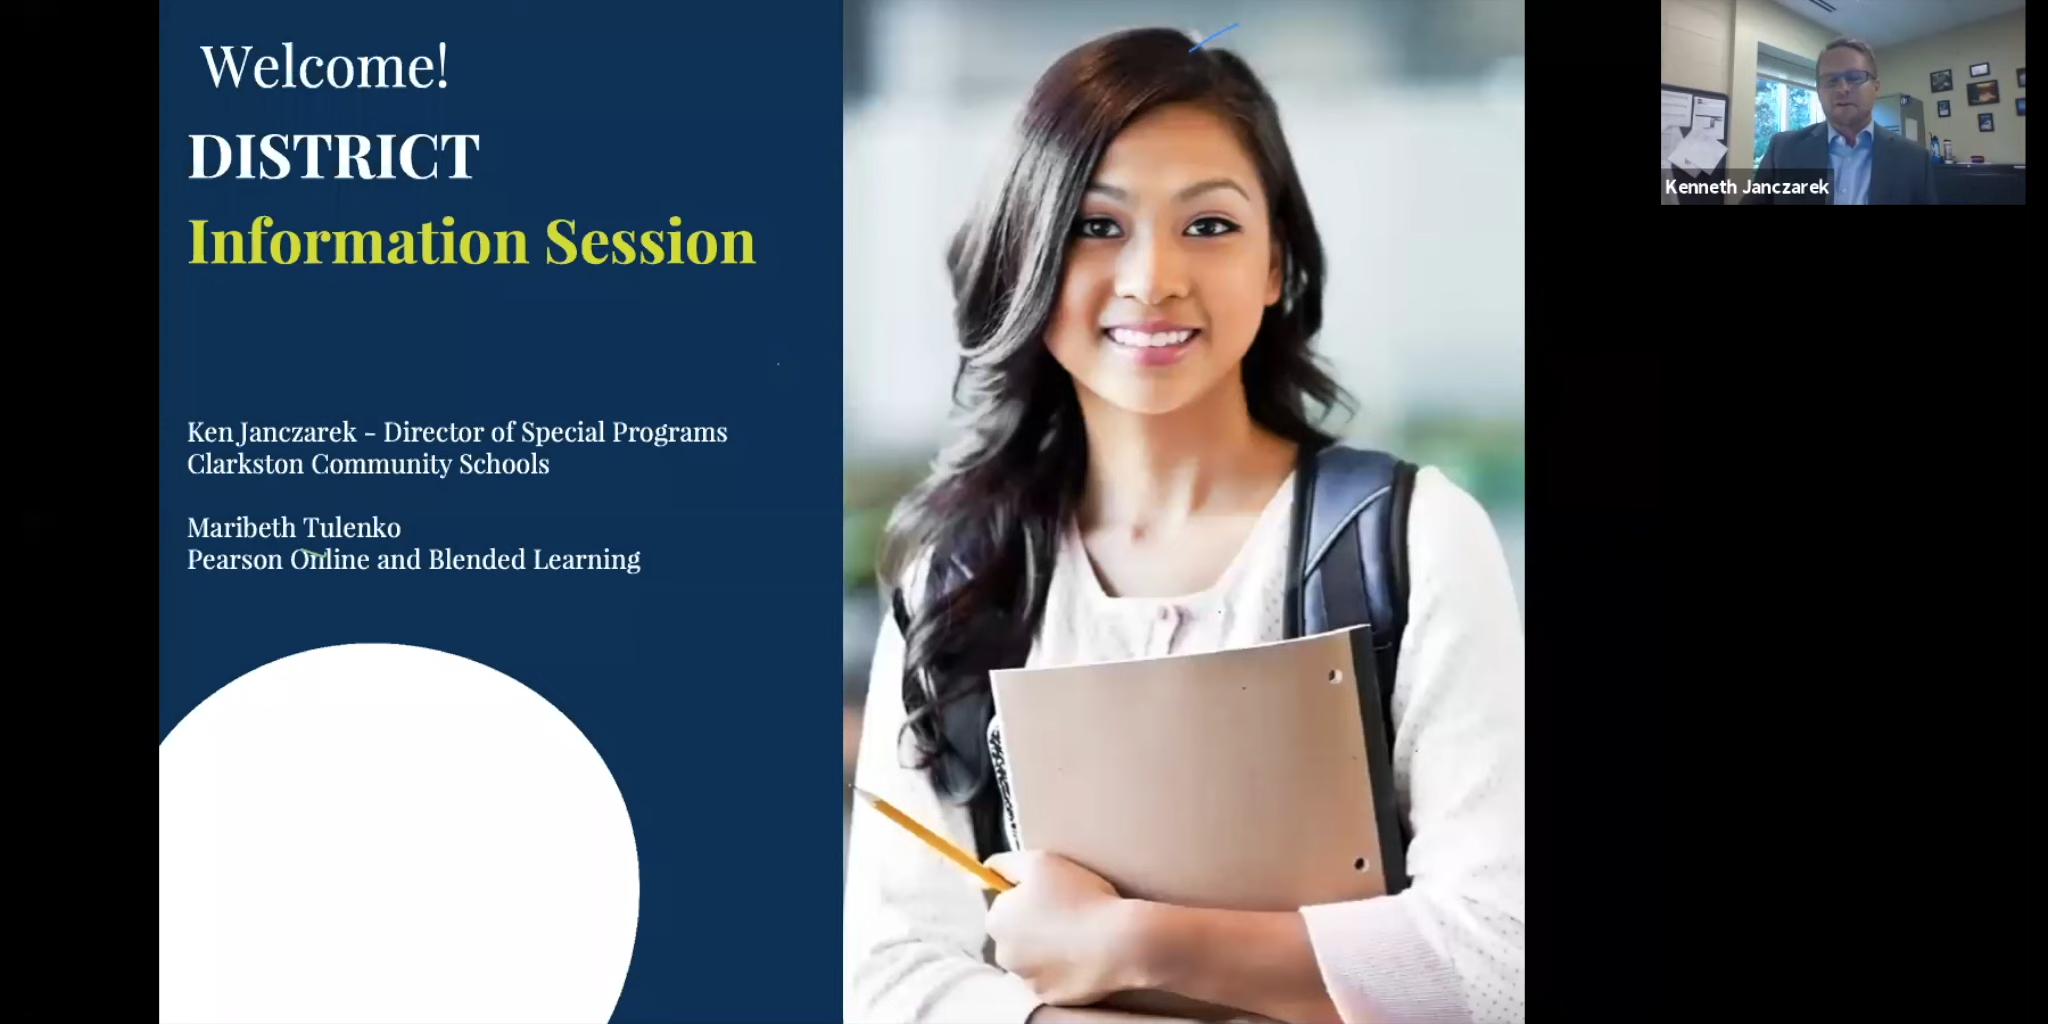 Welcome!
DISTRICT
Information Session
Ken Janczarek – Director of Special Programs
Clarkston Community Schools
Maribeth Tulenko
Pearson Online and Blended Learning
Kenneth Janczarek